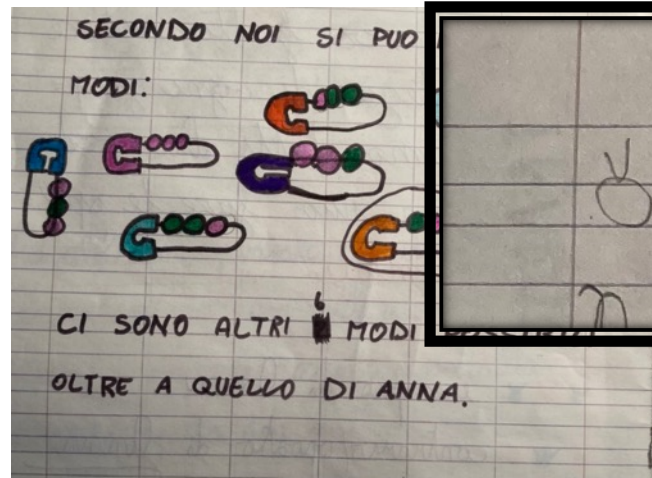 SECONDO NOI SI PUO
MODI:
CI SONO ALTRI 6 MODI
OLTRE A QUELLO DI ANNA.